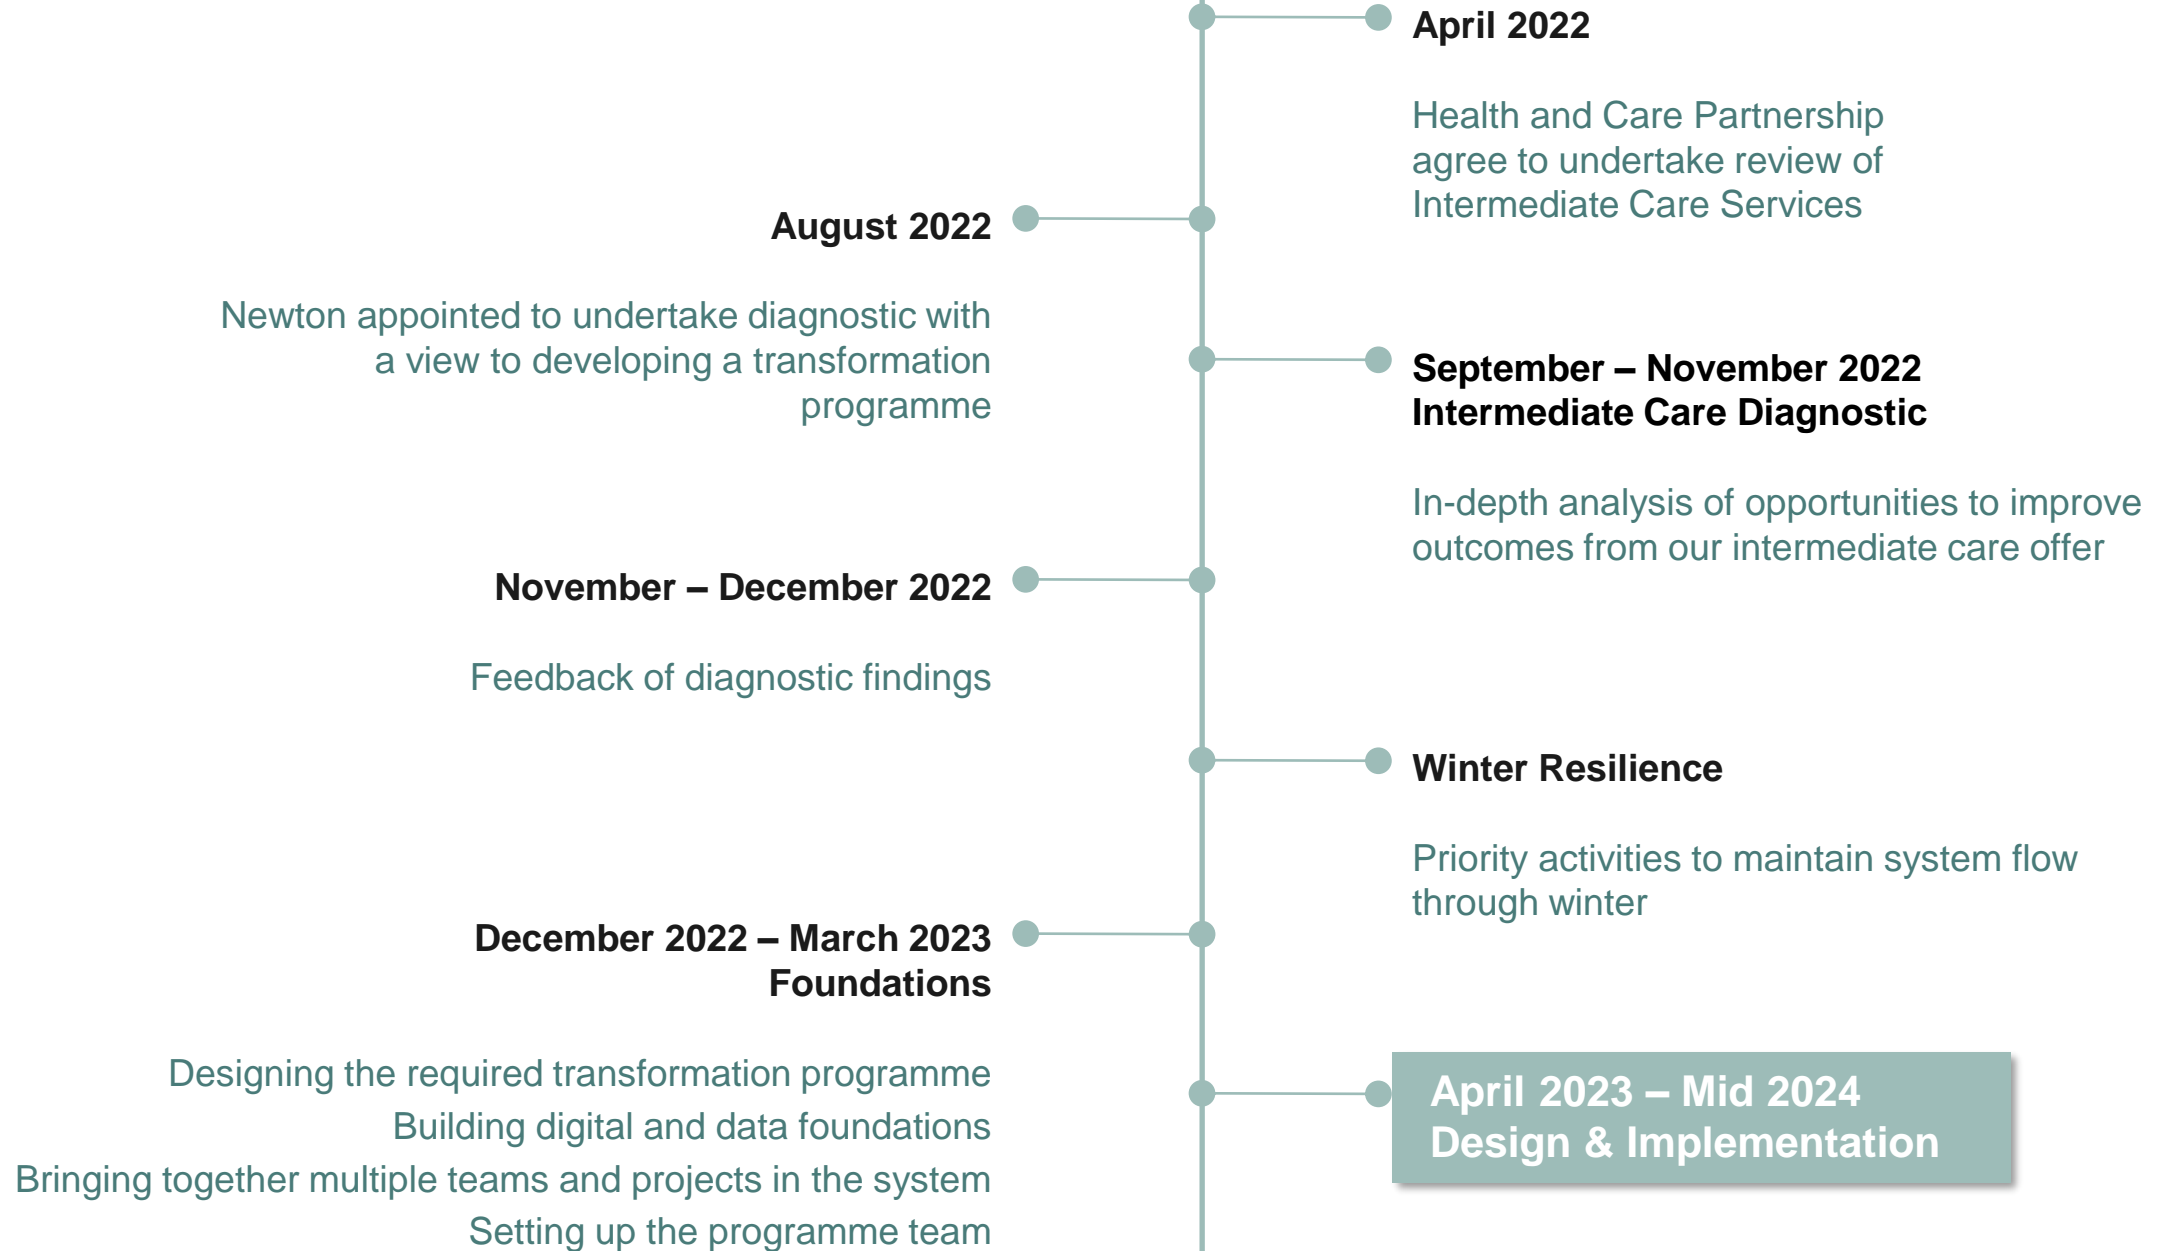 April 2022
Health and Care Partnership
agree to undertake review of
Intermediate Care Services
August 2022
Newton appointed to undertake diagnostic with
a view to developing a transformation
programme
September – November 2022
Intermediate Care Diagnostic
In-depth analysis of opportunities to improve
outcomes from our intermediate care offer
November – December 2022
Feedback of diagnostic findings
Winter Resilience
Priority activities to maintain system flow
through winter
December 2022 – March 2023
Foundations
Designing the required transformation programme
Building digital and data foundations
Bringing together multiple teams and projects in the system
Setting up the programme team
April 2023 – Mid 2024
Design & Implementation